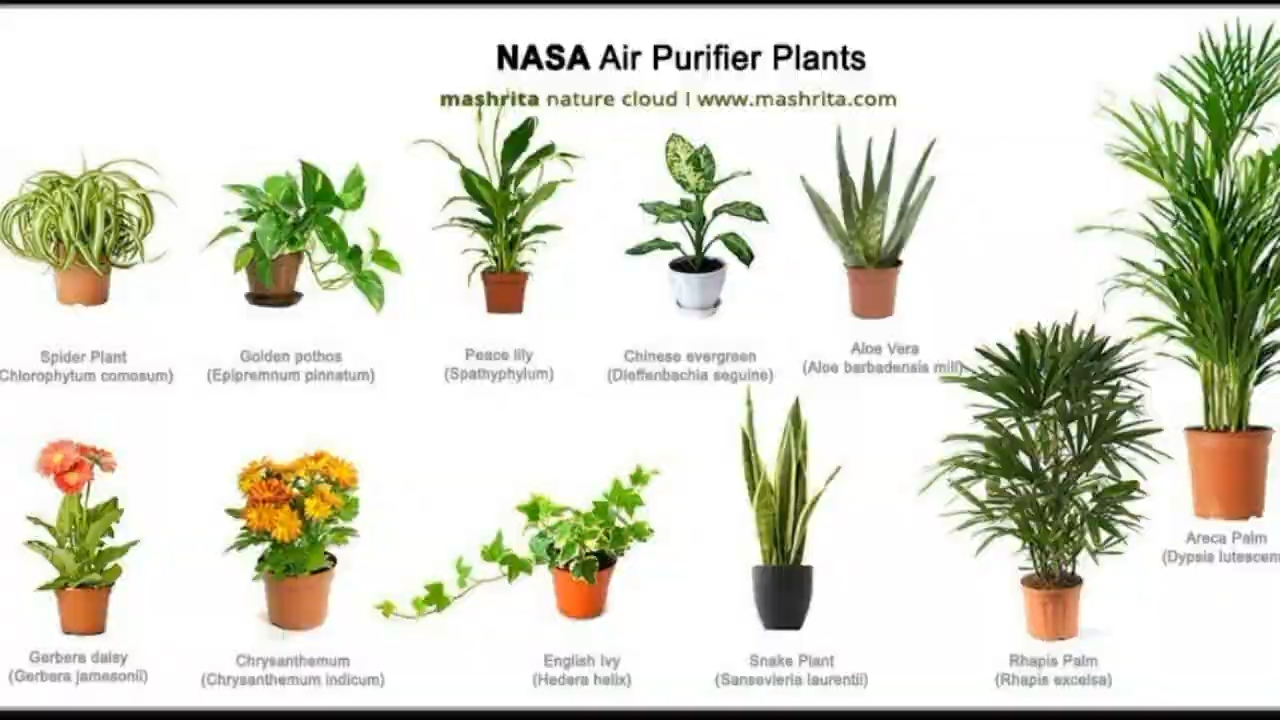 NASA Air Purifier Plants
mashrita nature cloud I www.mashrita.com
Spider Plant
Chlorophytum comosum)
Golden pothos
(Epipremnum pinnatum)
Peace lily
(Spathyphylum)
Chinese evergreen
(Dieffenbachia seguine)
Aloe Vera
(Aloe barbadensis mill)
Areca Palm
(Dypsis lutescen
Gerbera daisy
(Gerbera jamesonii)
Chrysanthemum
(Chrysanthemum indicum)
English Ivy
(Hedera helix)
Snake Plant
(Sansevieria laurentii)
Rhapis Palm
(Rhapis excelsa)